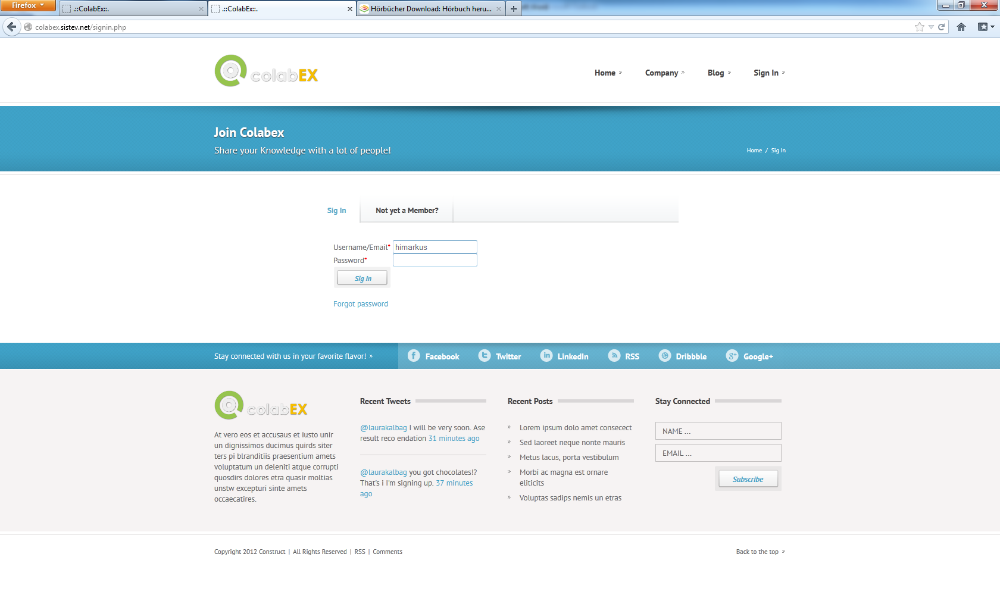 Firefox
.::ColabEx::.
.::ColabEx::.
Hörbücher Download: Hörbuch heru...
colabex.sistev.net/signin.php
colabEX
Home » Company » Blog » Sign In »
Join Colabex
Share your Knowledge with a lot of people!
Home / Sig In
Sig In
Not yet a Member?
Username/Email* himarkus
Password*
Sig In
Forgot password
Stay connected with us in your favorite flavor! »
Facebook Twitter LinkedIn RSS Dribbble Google+
colabEX
At vero eos et accusaus et iusto unir
un dignissimos ducimus quirds siter
ters pi blranditiis praesentium amets
voluptatum un deleniti atque corrupti
quosdirs dolores etra quasir moltias
unstw excepturi sinte amets
occaecatires.
Recent Tweets
@laurakalbag I will be very soon. Ase
result reco endation 31 minutes ago
@laurakalbag you got chocolates!?
That's i I'm signing up. 37 minutes
ago
Recent Posts
» Lorem ipsum dolo amet consecect
» Sed laoreet neque nonte mauris
» Metus lacus, porta vestibulum
» Morbi ac magna est ornare
eliticits
» Voluptas sadips nemis un etras
Stay Connected
NAME ...
EMAIL ...
Subscribe
Copyright 2012 Construct | All Rights Reserved | RSS | Comments
Back to the top »